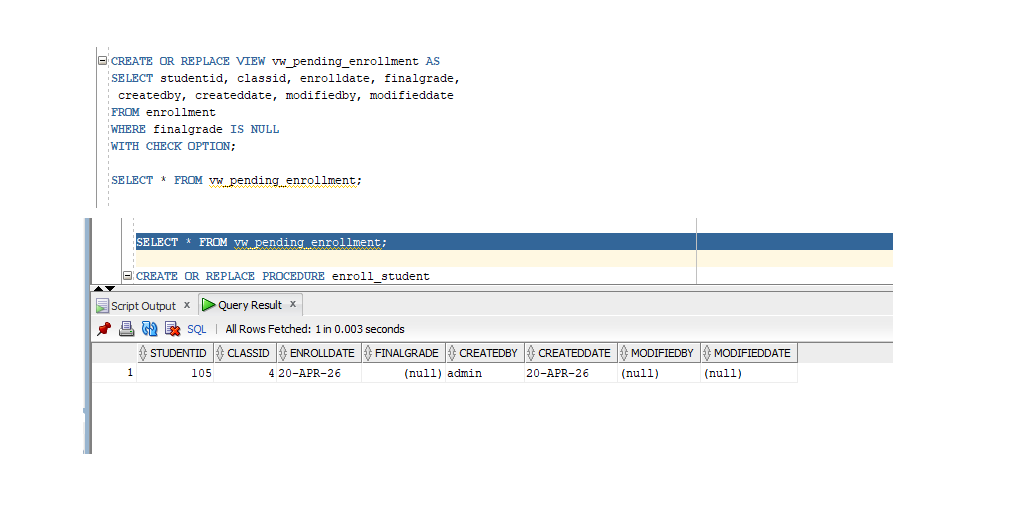 CREATE OR REPLACE VIEW vw_pending_enrollment AS
SELECT studentid, classid, enrolldate, finalgrade,
createdby, createddate, modifiedby, modifieddate
FROM enrollment
WHERE finalgrade IS NULL
WITH CHECK OPTION;
SELECT * FROM vw_pending_enrollment;
SELECT * FROM vw_pending_enrollment;
CREATE OR REPLACE PROCEDURE enroll_student
Script Output x Query Result x
SQL | All Rows Fetched: 1 in 0.003 seconds
STUDENTID CLASSID ENROLLDATE FINALGRADE CREATEDBY CREATEDDATE MODIFIEDBY MODIFIEDDATE
1 105 4 20-APR-26 (null) admin 20-APR-26 (null) (null)